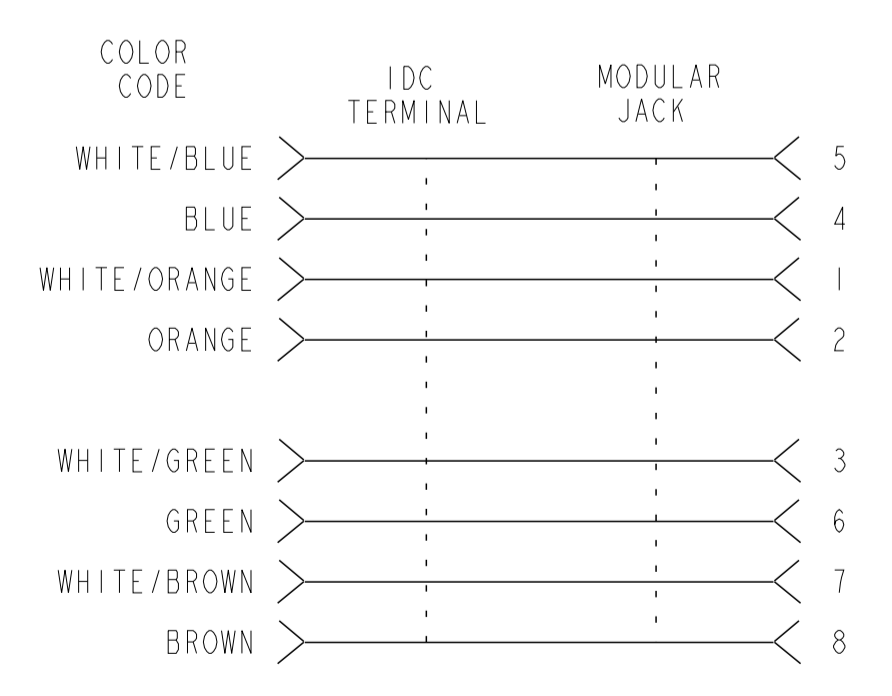 COLOR
CODE
IDC
TERMINAL
MODULAR
JACK
WHITE/BLUE 5
BLUE 4
WHITE/ORANGE 1
ORANGE 2
WHITE/GREEN 3
GREEN 6
WHITE/BROWN 7
BROWN 8